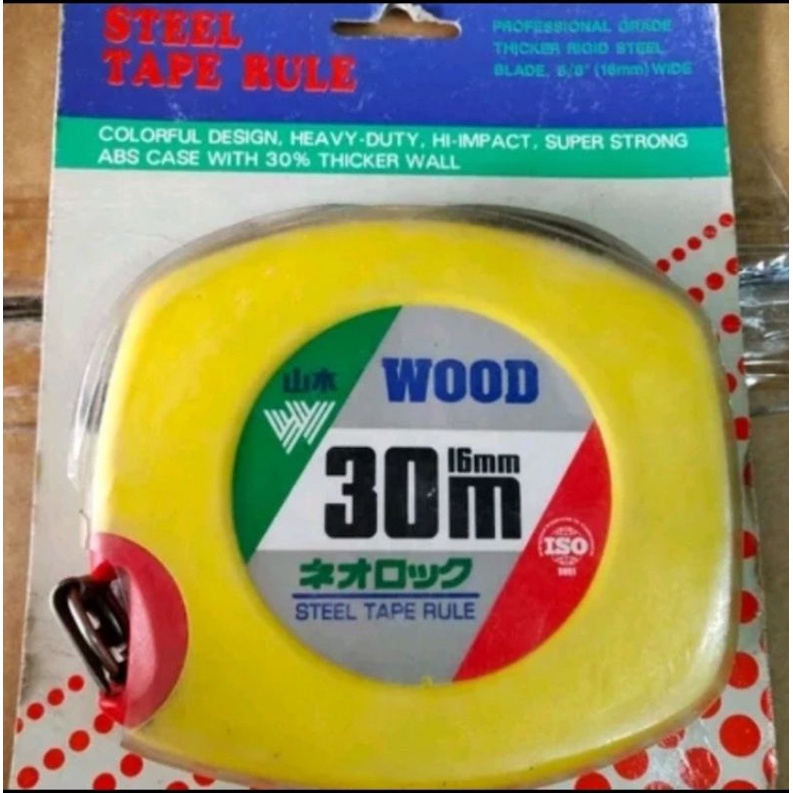 STEEL
TAPE RULE
PROFESSIONAL GRADE
THICKER RIGID STEEL
BLADE, 5/8" (16mm) WIDE
COLORFUL DESIGN, HEAVY-DUTY, HI-IMPACT, SUPER STRONG
ABS CASE WITH 30% THICKER WALL
山木
WOOD
30m
16mm
ISO
ネオロック
STEEL TAPE RULE